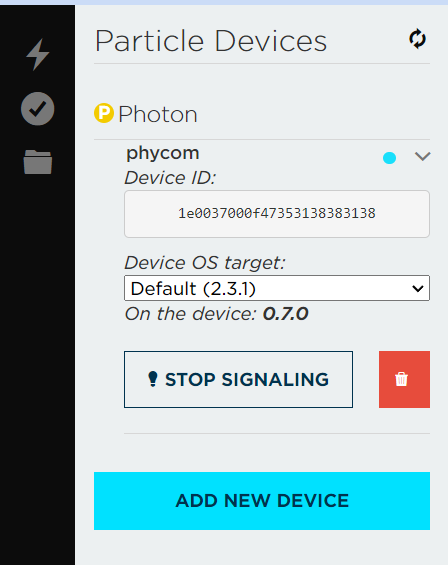 Particle Devices
P Photon
phycom
Device ID:
1e0037000f47353138383138
Device OS target:
Default (2.3.1)
On the device: 0.7.0
STOP SIGNALING
ADD NEW DEVICE